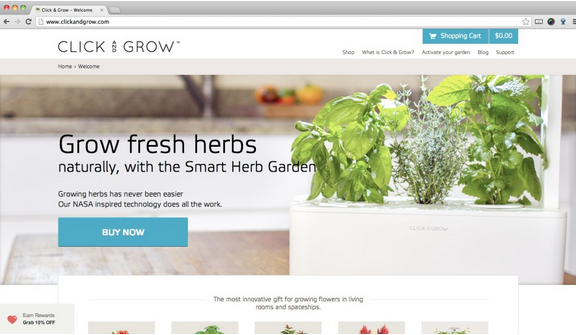 Click & Grow – Welcome
www.clickandgrow.com
Shopping Cart $0.00
CLICK AND GROW™
Shop What is Click & Grow? Activate your garden Blog Support
Home › Welcome
Grow fresh herbs
naturally, with the Smart Herb Garden
Growing herbs has never been easier
Our NASA inspired technology does all the work.
BUY NOW
CLICK & GROW
The most innovative gift for growing flowers in living
rooms and spaceships.
Earn Rewards
Grab 10% OFF